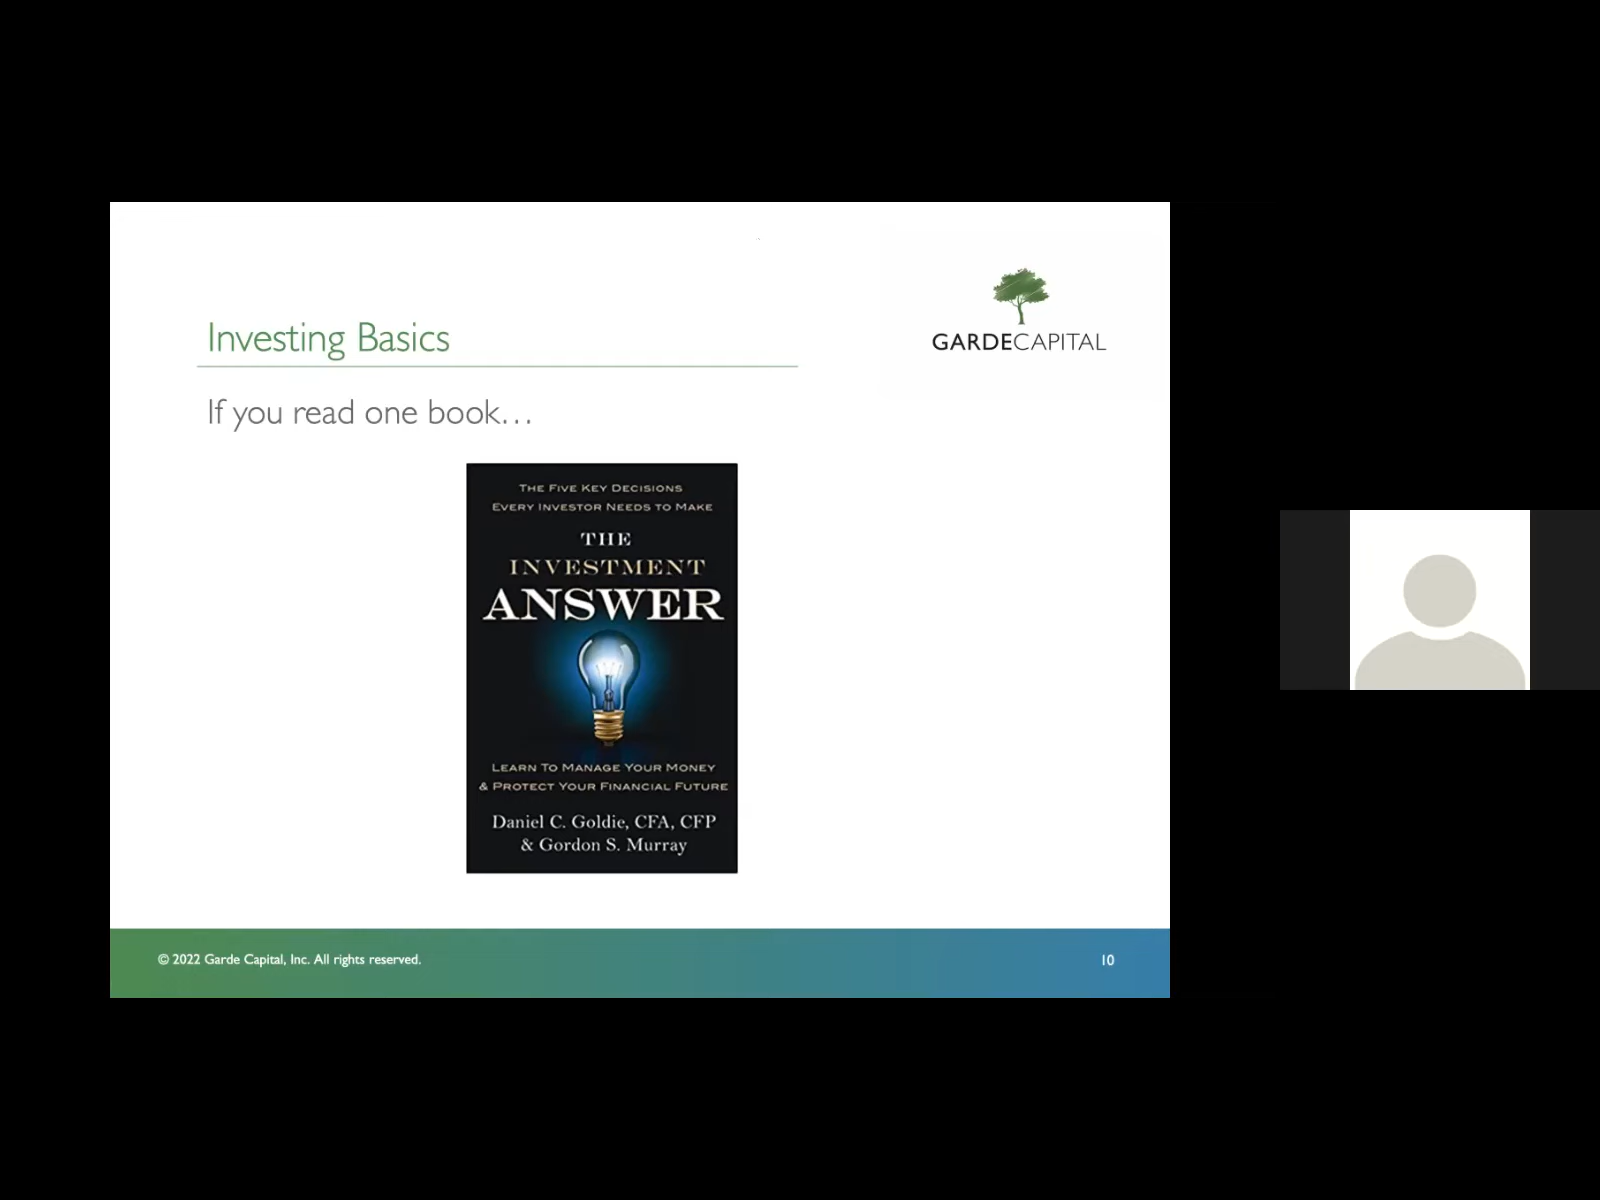 GARDECAPITAL
Investing Basics
If you read one book…
THE FIVE KEY DECISIONS
EVERY INVESTOR NEEDS TO MAKE
THE
INVESTMENT
ANSWER
LEARN TO MANAGE YOUR MONEY
& PROTECT YOUR FINANCIAL FUTURE
Daniel C. Goldie, CFA, CFP
& Gordon S. Murray
© 2022 Garde Capital, Inc. All rights reserved.
10